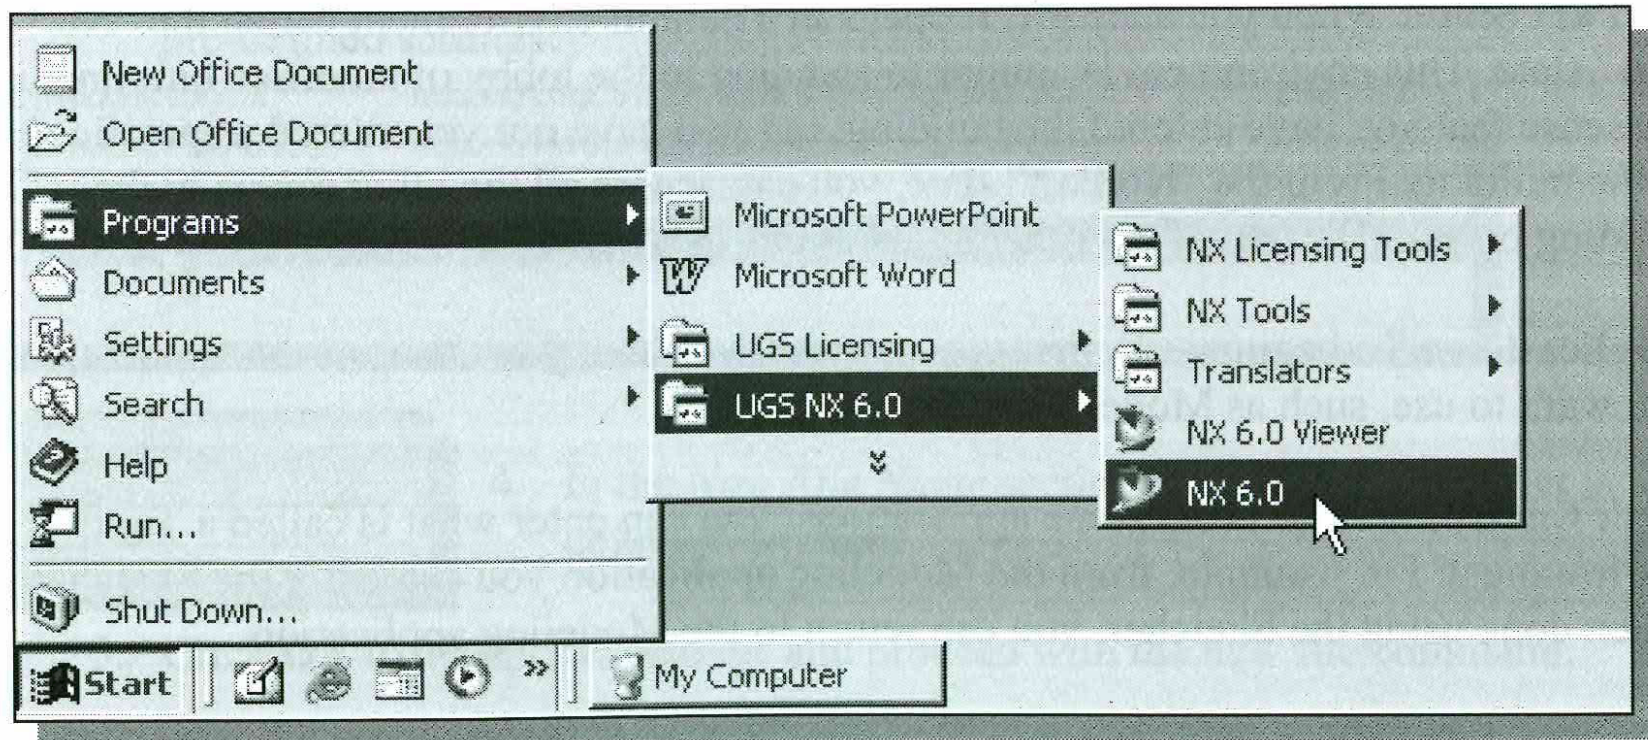 New Office Document
Open Office Document
Programs
Documents
Settings
Search
Help
Run...
Shut Down...
Microsoft PowerPoint
Microsoft Word
UGS Licensing
UGS NX 6.0
NX Licensing Tools
NX Tools
Translators
NX 6.0 Viewer
NX 6.0
Start
»
My Computer